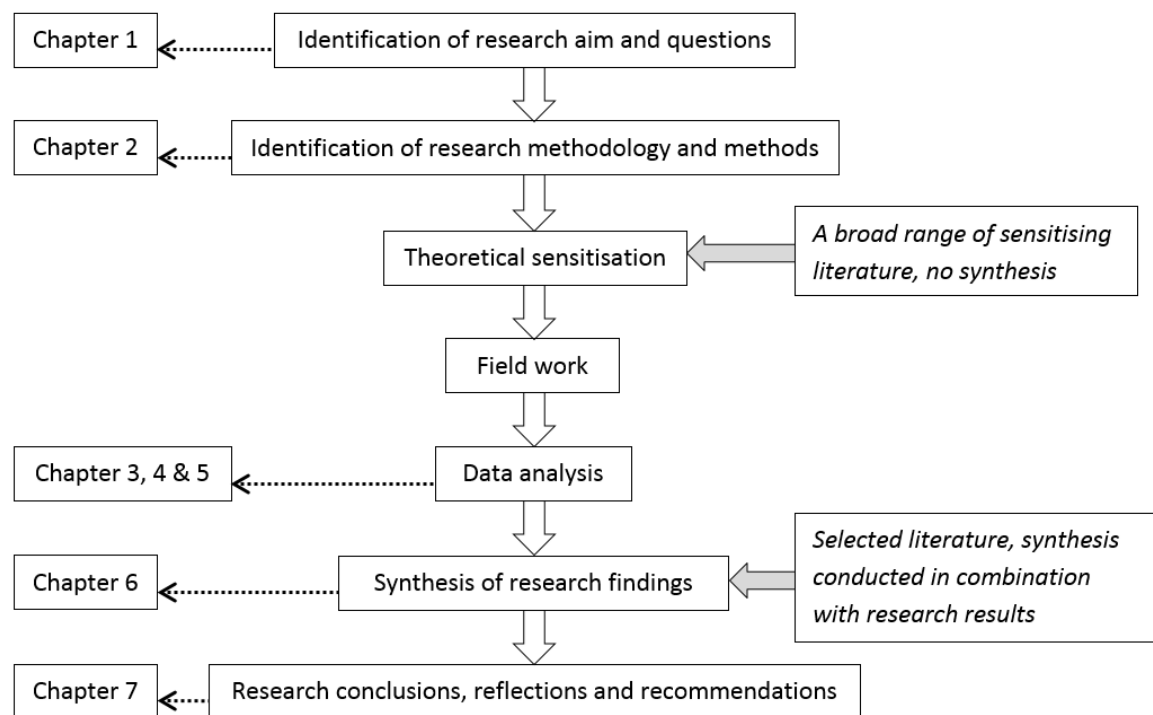 Chapter 1
Identification of research aim and questions
Chapter 2
Identification of research methodology and methods
Theoretical sensitisation
A broad range of sensitising
literature, no synthesis
Field work
Chapter 3, 4 & 5
Data analysis
Chapter 6
Synthesis of research findings
Selected literature, synthesis
conducted in combination
with research results
Chapter 7
Research conclusions, reflections and recommendations